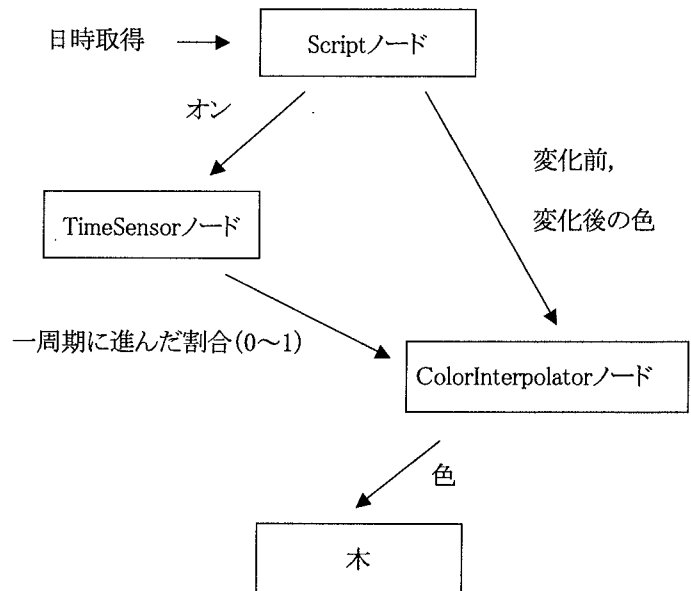 日時取得
Scriptノード
オン
変化前,
変化後の色
TimeSensorノード
一周期に進んだ割合(0～1)
ColorInterpolatorノード
色
木